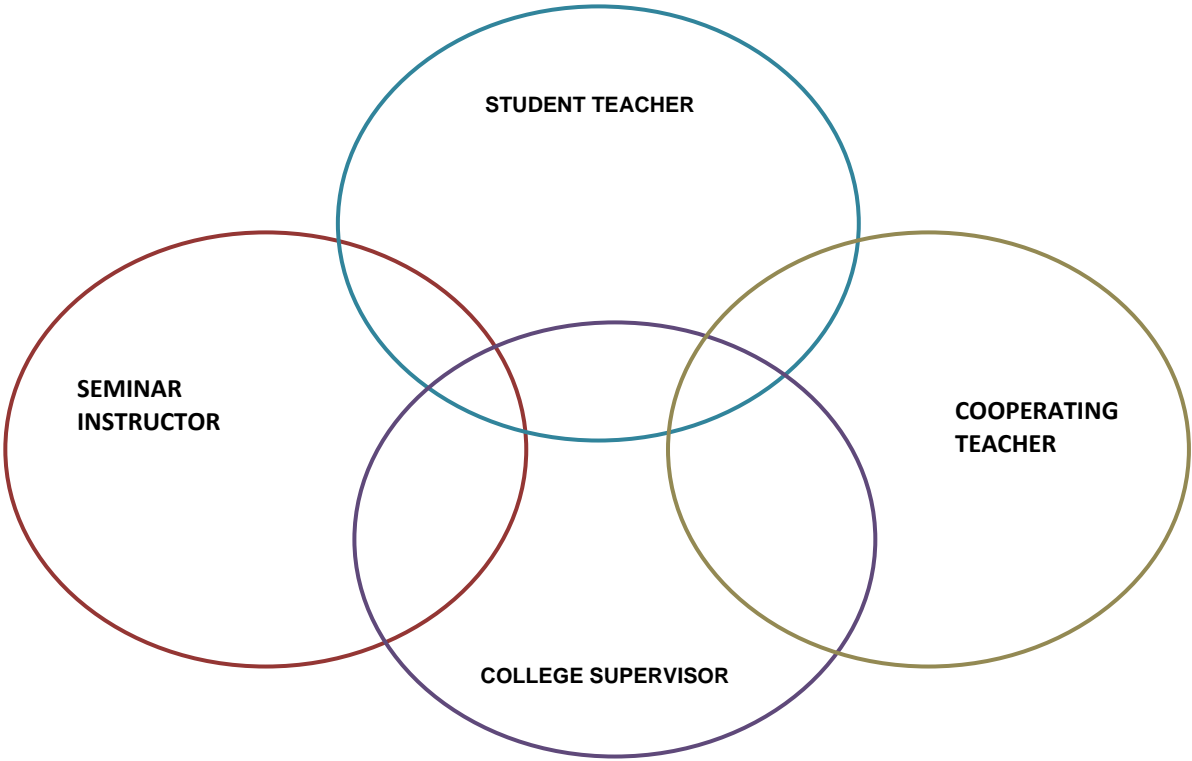 STUDENT TEACHER
SEMINAR
INSTRUCTOR
COOPERATING
TEACHER
COLLEGE SUPERVISOR